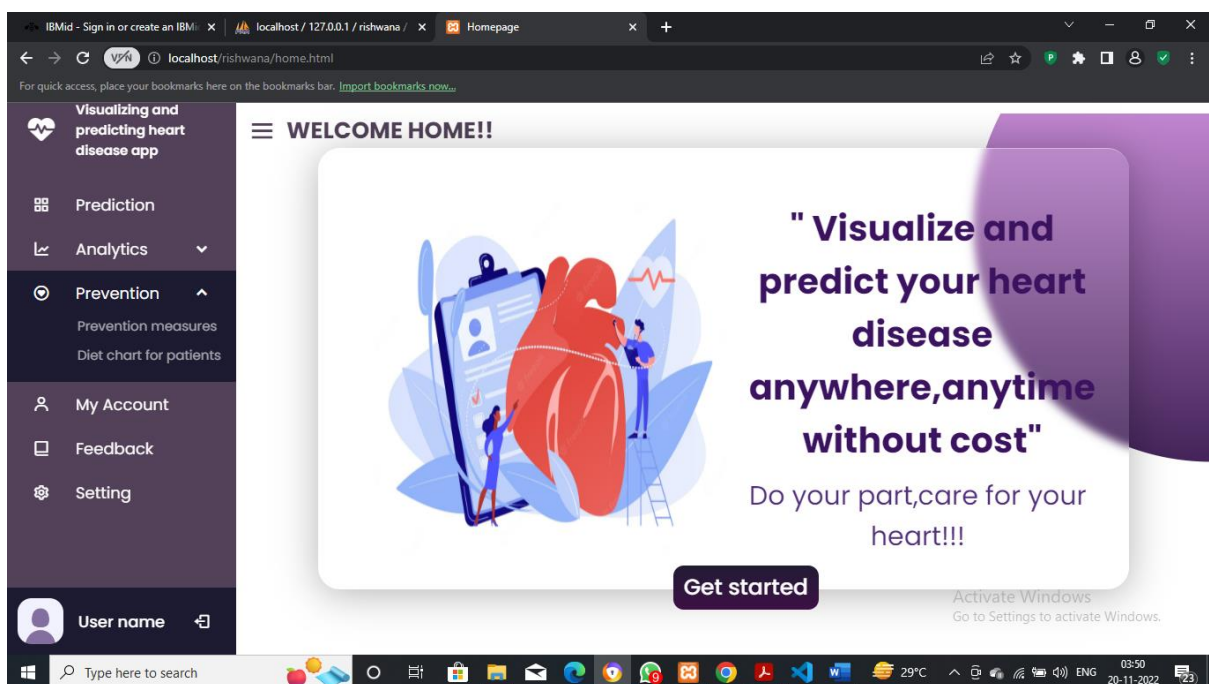 IBMid - Sign in or create an IBMi
localhost / 127.0.0.1 / rishwana /
Homepage
VPN
localhost/rishwana/home.html
For quick access, place your bookmarks here on the bookmarks bar. Import bookmarks now...
Visualizing and
predicting heart
disease app
WELCOME HOME!!
Prediction
Analytics
Prevention
Prevention measures
Diet chart for patients
My Account
Feedback
Setting
User name
" Visualize and
predict your heart
disease
anywhere,anytime
without cost"
Do your part,care for your
heart!!!
Get started
Activate Windows
Go to Settings to activate Windows.
Type here to search
9
29°C
ENG
03:50
20-11-2022
23